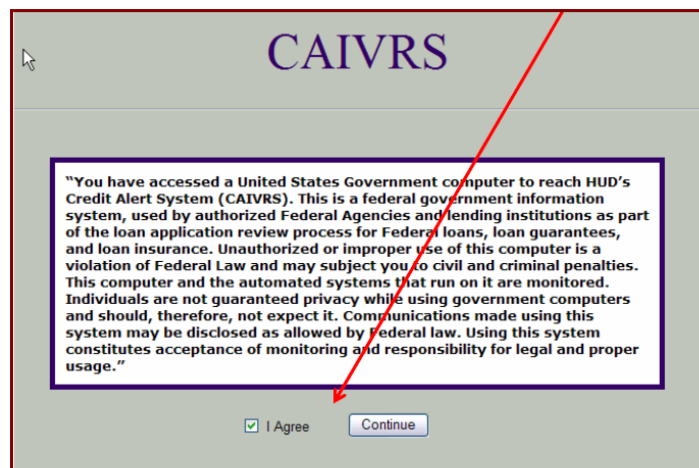 CAIVRS
“You have accessed a United States Government computer to reach HUD’s
Credit Alert System (CAIVRS). This is a federal government information
system, used by authorized Federal Agencies and lending institutions as part
of the loan application review process for Federal loans, loan guarantees,
and loan insurance. Unauthorized or improper use of this computer is a
violation of Federal Law and may subject you to civil and criminal penalties.
This computer and the automated systems that run on it are monitored.
Individuals are not guaranteed privacy while using government computers
and should, therefore, not expect it. Communications made using this
system may be disclosed as allowed by Federal law. Using this system
constitutes acceptance of monitoring and responsibility for legal and proper
usage.”
I Agree Continue